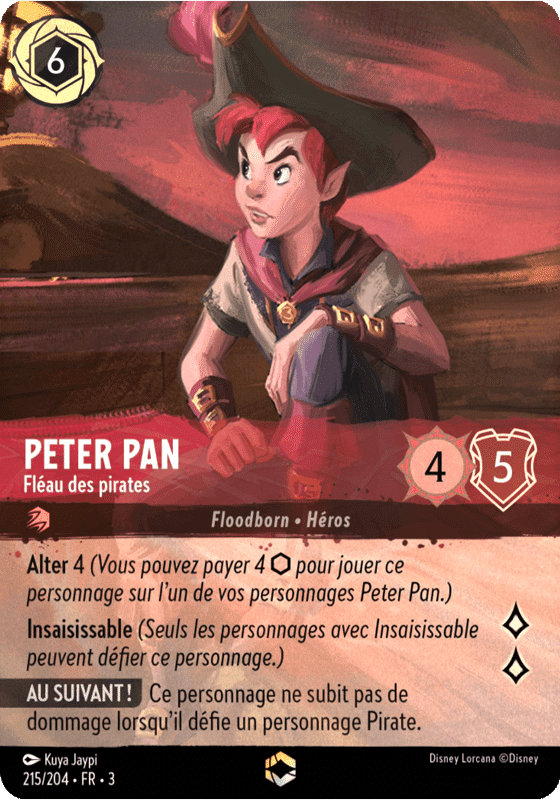 6
PETER PAN
Fléau des pirates
4
5
Floodborn • Héros
Alter 4 (Vous pouvez payer 4 ⬡ pour jouer ce
personnage sur l'un de vos personnages Peter Pan.)
Insaisissable (Seuls les personnages avec Insaisissable
peuvent défier ce personnage.)
AU SUIVANT! Ce personnage ne subit pas de
dommage lorsqu'il défie un personnage Pirate.
Kuya Jaypi
Disney Lorcana ©Disney
215/204 • FR • 3